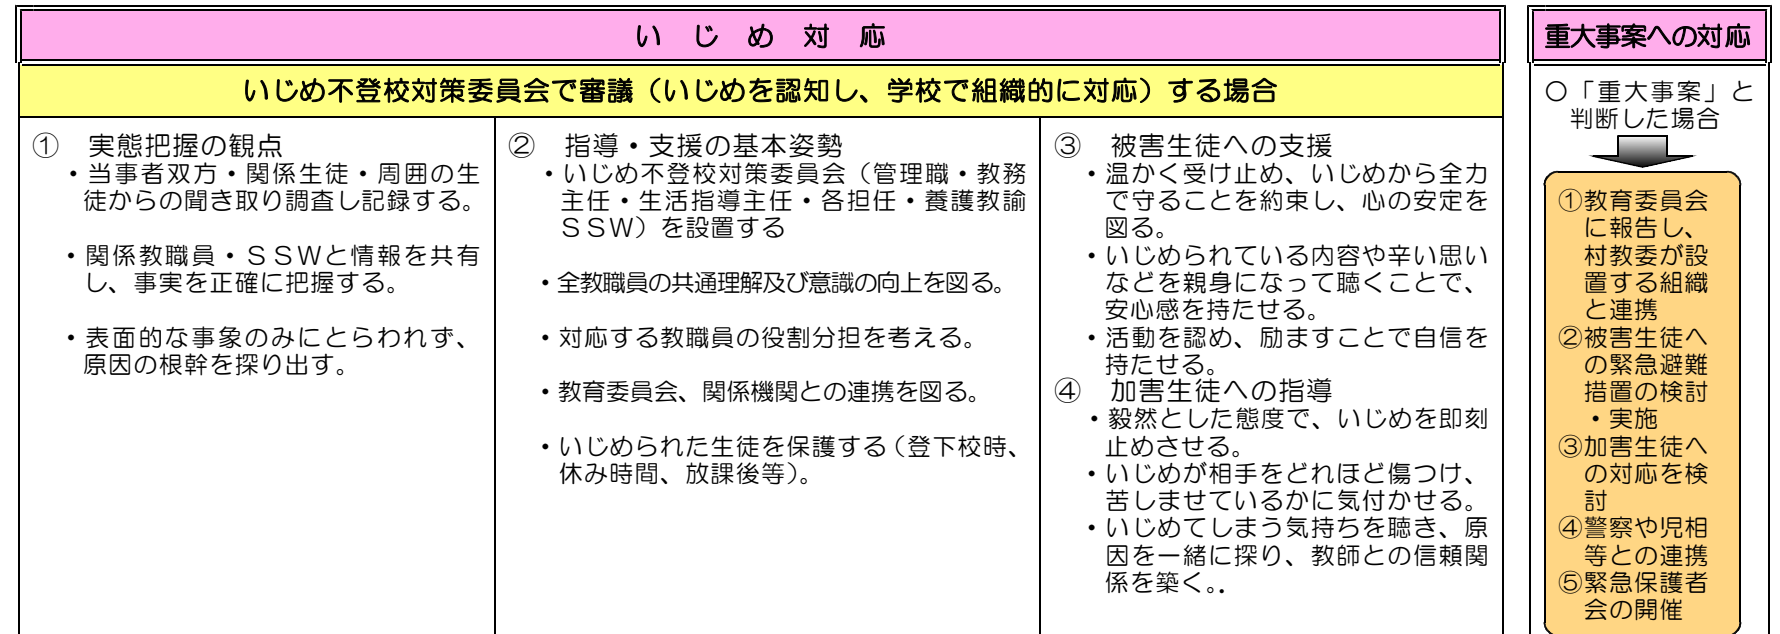 いじめ対応
いじめ不登校対策委員会で審議（いじめを認知し、学校で組織的に対応）する場合
①　実態把握の観点
・当事者双方・関係生徒・周囲の生
徒からの聞き取り調査し記録する。
・関係教職員・ＳＳＷと情報を共有
し、事実を正確に把握する。
・表面的な事象のみにとらわれず、
原因の根幹を探り出す。
②　指導・支援の基本姿勢
・いじめ不登校対策委員会（管理職・教務
主任・生活指導主任・各担任・養護教諭
ＳＳＷ）を設置する
・全教職員の共通理解及び意識の向上を図る。
・対応する教職員の役割分担を考える。
・教育委員会、関係機関との連携を図る。
・いじめられた生徒を保護する（登下校時、
休み時間、放課後等）。
③　被害生徒への支援
・温かく受け止め、いじめから全力
で守ることを約束し、心の安定を
図る。
・いじめられている内容や辛い思い
などを親身になって聴くことで、
安心感を持たせる。
・活動を認め、励ますことで自信を
持たせる。
④　加害生徒への指導
・毅然とした態度で、いじめを即刻
止めさせる。
・いじめが相手をどれほど傷つけ、
苦しませているかに気付かせる。
・いじめてしまう気持ちを聴き、原
因を一緒に探り、教師との信頼関
係を築く。．
重大事案への対応
〇「重大事案」と
判断した場合
①教育委員会
に報告し、
村教委が設
置する組織
と連携
②被害生徒へ
の緊急避難
措置の検討
・実施
③加害生徒へ
の対応を検
討
④警察や児相
等との連携
⑤緊急保護者
会の開催